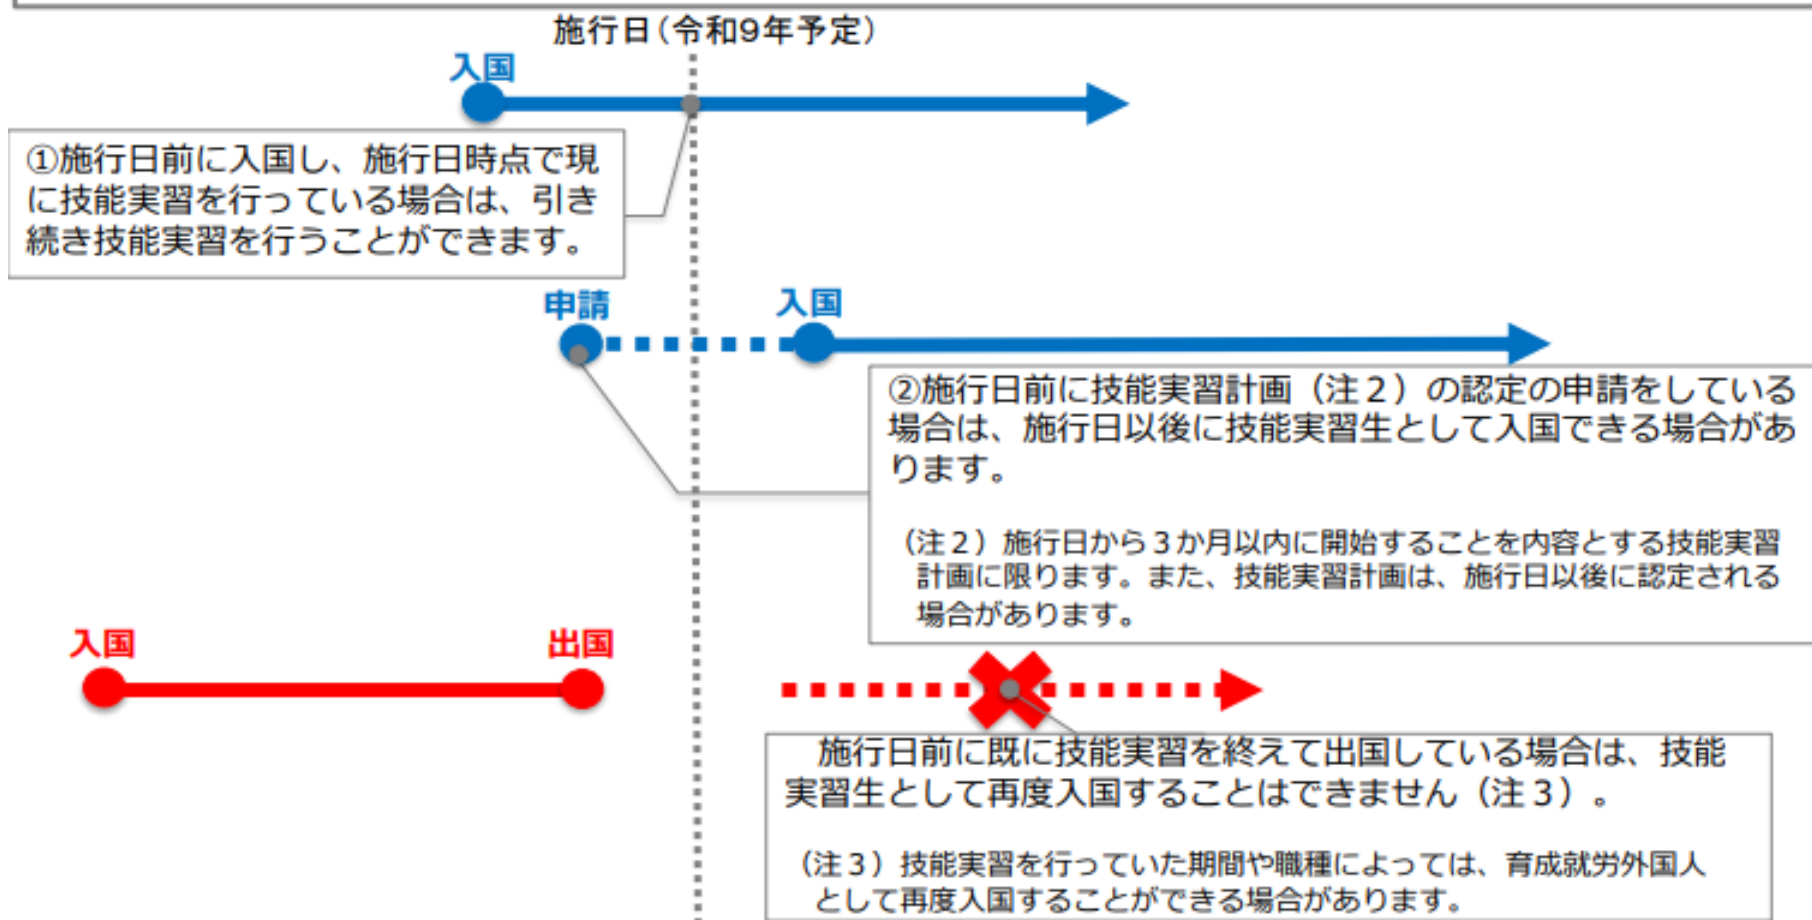 施行日(令和9年予定)
入国
①施行日前に入国し、施行日時点で現
に技能実習を行っている場合は、引き
続き技能実習を行うことができます。
申請
入国
②施行日前に技能実習計画(注2)の認定の申請をしている
場合は、施行日以後に技能実習生として入国できる場合があ
ります。
(注2)施行日から3か月以内に開始することを内容とする技能実習
計画に限ります。また、技能実習計画は、施行日以後に認定される
場合があります。
入国
出国
施行日前に既に技能実習を終えて出国している場合は、技能
実習生として再度入国することはできません(注3)。
(注3)技能実習を行っていた期間や職種によっては、育成就労外国人
として再度入国することができる場合があります。